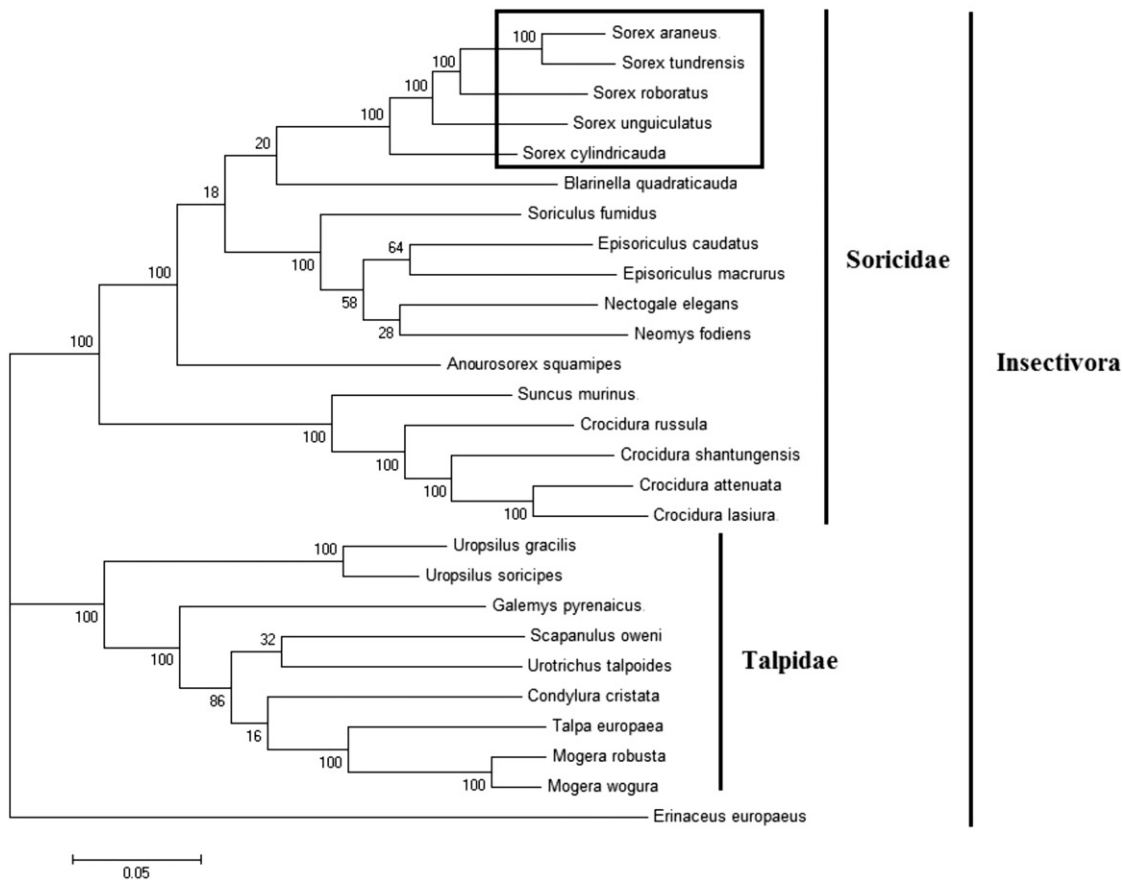 Sorex araneus.
100
Sorex tundrensis
100
Sorex roboratus
100
Sorex unguiculatus
100
Sorex cylindricauda
20
Blarinella quadraticauda
18
Soriculus fumidus
Episoriculus caudatus
64
100
Episoriculus macrurus
Soricidae
100
58
Nectogale elegans
28
Neomys fodiens
100
Anourosorex squamipes
Insectivora
Suncus murinus.
100
Crocidura russula
100
Crocidura shantungensis
100
Crocidura attenuata
100
Crocidura lasiura.
Uropsilus gracilis
100
Uropsilus soricipes
100
Galemys pyrenaicus.
100
Scapanulus oweni
32
Urotrichus talpoides
Talpidae
86
Condylura cristata
16
Talpa europaea
100
Mogera robusta
100
Mogera wogura
Erinaceus europaeus
0.05